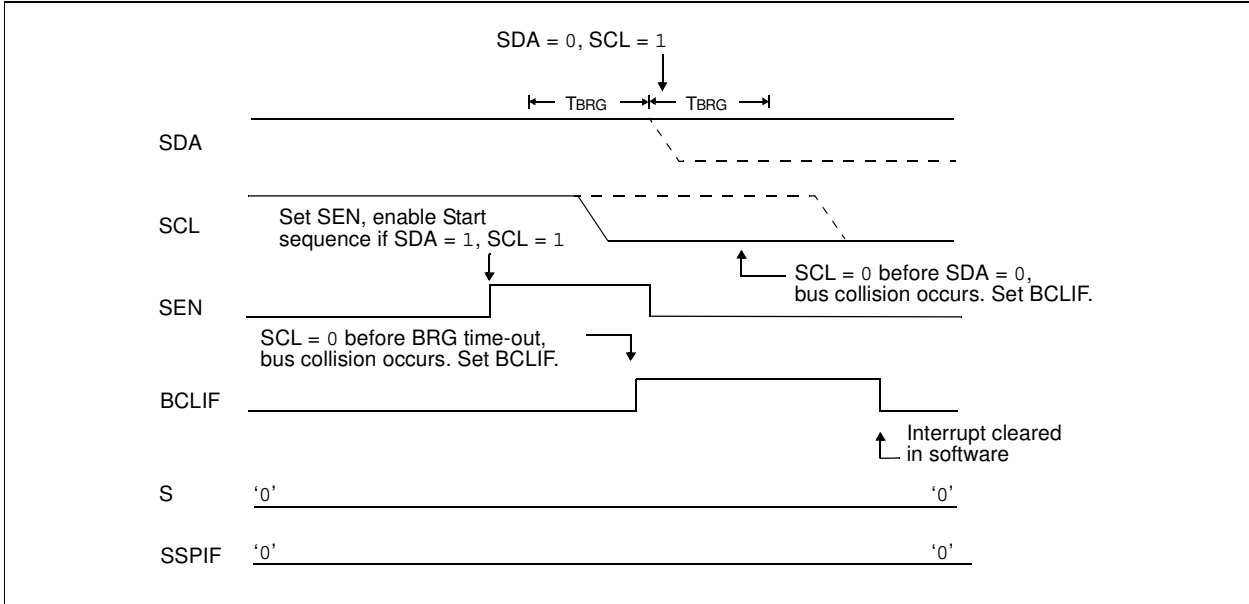 SDA = 0, SCL = 1
TBRG TBRG
SDA
SCL
Set SEN, enable Start
sequence if SDA = 1, SCL = 1
SCL = 0 before SDA = 0,
bus collision occurs. Set BCLIF.
SEN
SCL = 0 before BRG time-out,
bus collision occurs. Set BCLIF.
BCLIF
Interrupt cleared
in software
S ‘0’ ‘0’
SSPIF ‘0’ ‘0’